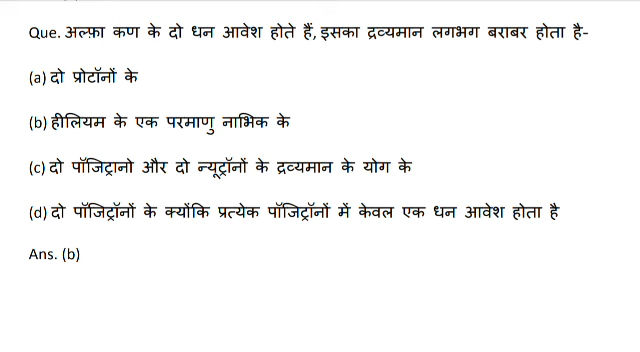 Que. अल्फ़ा कण के दो धन आवेश होते हैं, इसका द्रव्यमान लगभग बराबर होता है-
(a) दो प्रोटॉनों के
(b) हीलियम के एक परमाणु नाभिक के
(c) दो पॉजिट्रानो और दो न्यूट्रॉनों के द्रव्यमान के योग के
(d) दो पॉजिट्रॉनों के क्योंकि प्रत्येक पॉजिट्रॉनों में केवल एक धन आवेश होता है
Ans. (b)